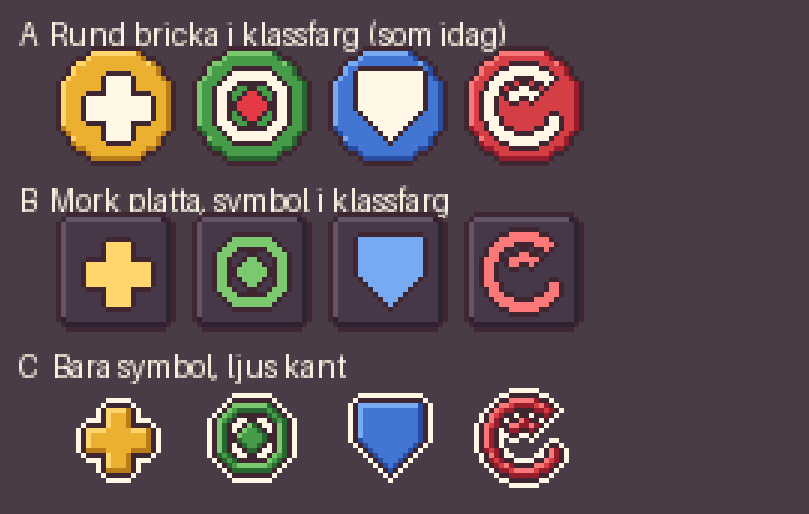 A Rund bricka i klassfarg (som idag)
B Mork platta, symbol i klassfarg
C Bara symbol, ljus kant